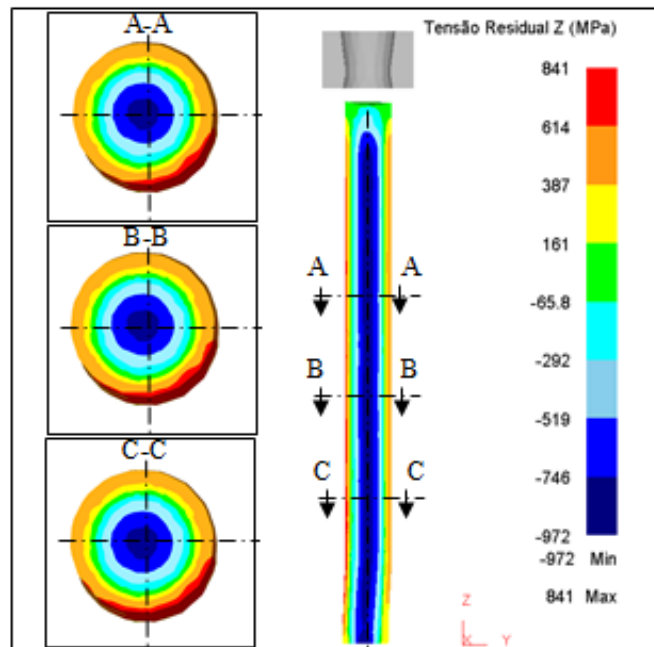 A-A
B-B
C-C
A A
B B
C C
Tensão Residual Z (MPa)
841
614
387
161
-65.8
-292
-519
-746
-972
-972 Min
841 Max
Z
X Y